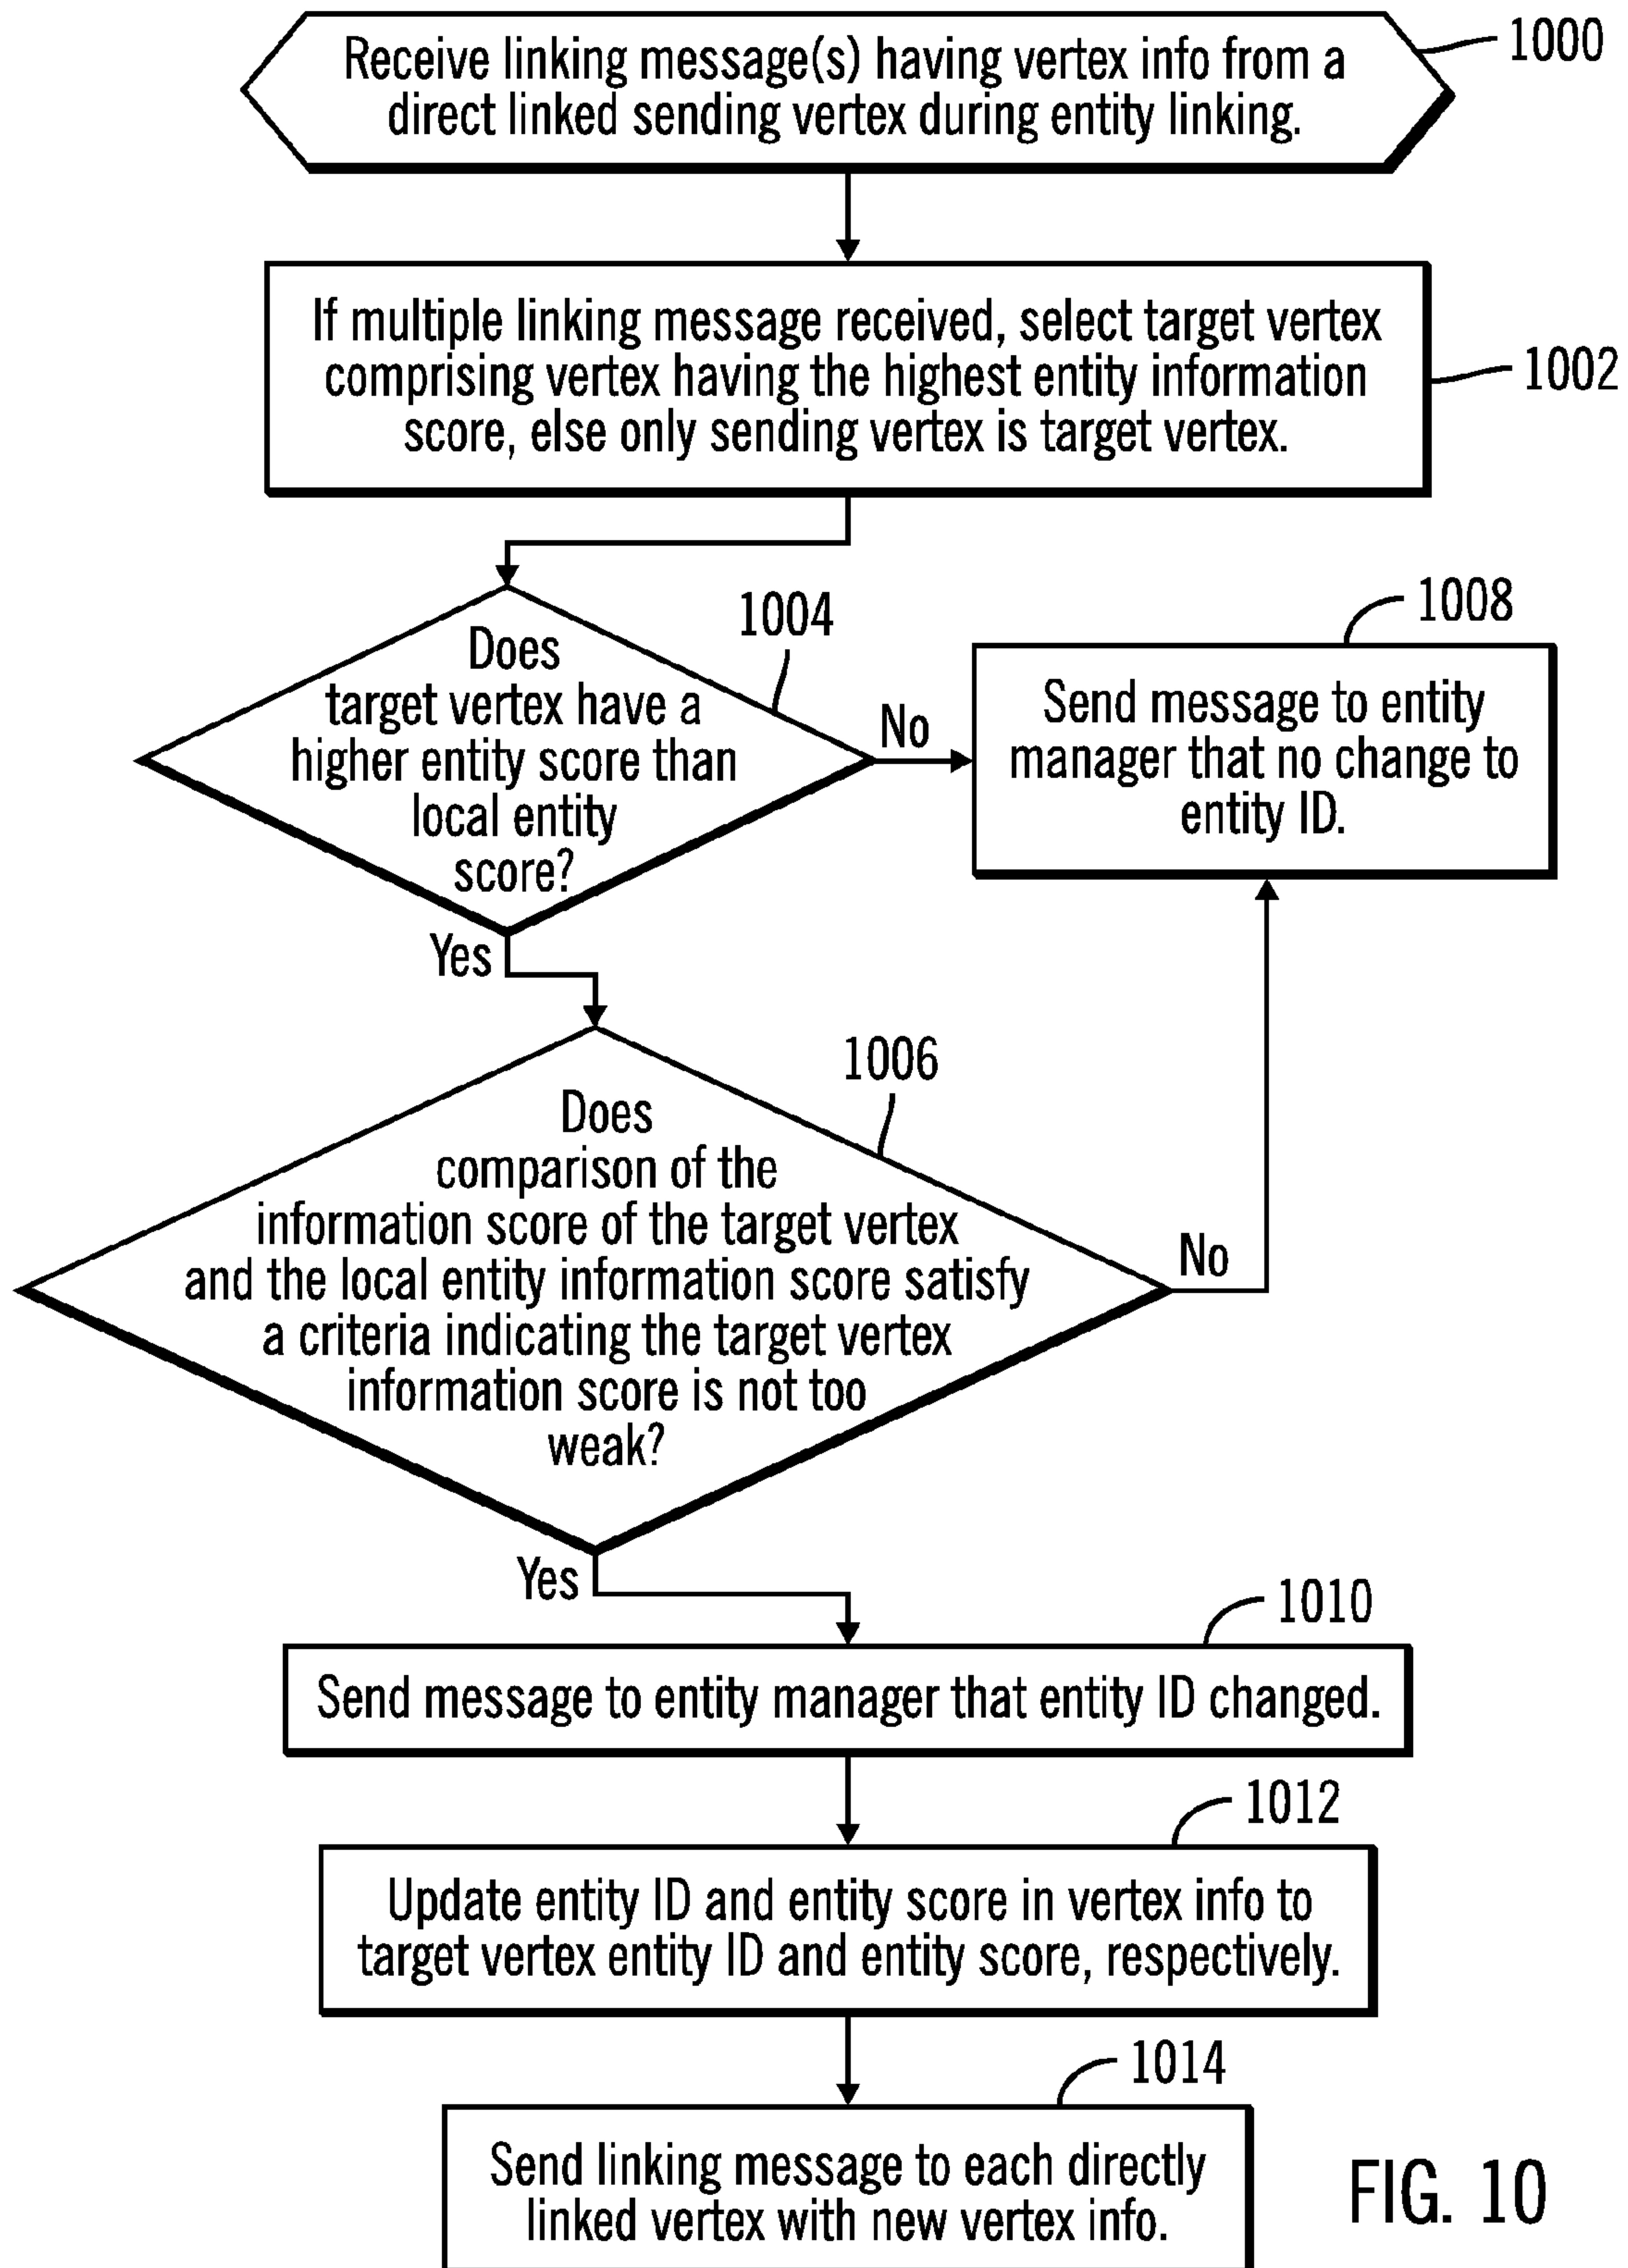 Receive linking message(s) having vertex info from a
direct linked sending vertex during entity linking.
1000
If multiple linking message received, select target vertex
comprising vertex having the highest entity information
score, else only sending vertex is target vertex.
1002
Does
target vertex have a
higher entity score than
local entity
score?
1004
No
Yes
1008
Send message to entity
manager that no change to
entity ID.
1006
Does
comparison of the
information score of the target vertex
and the local entity information score satisfy
a criteria indicating the target vertex
information score is not too
weak?
No
Yes
1010
Send message to entity manager that entity ID changed.
1012
Update entity ID and entity score in vertex info to
target vertex entity ID and entity score, respectively.
1014
Send linking message to each directly
linked vertex with new vertex info.
FIG. 10